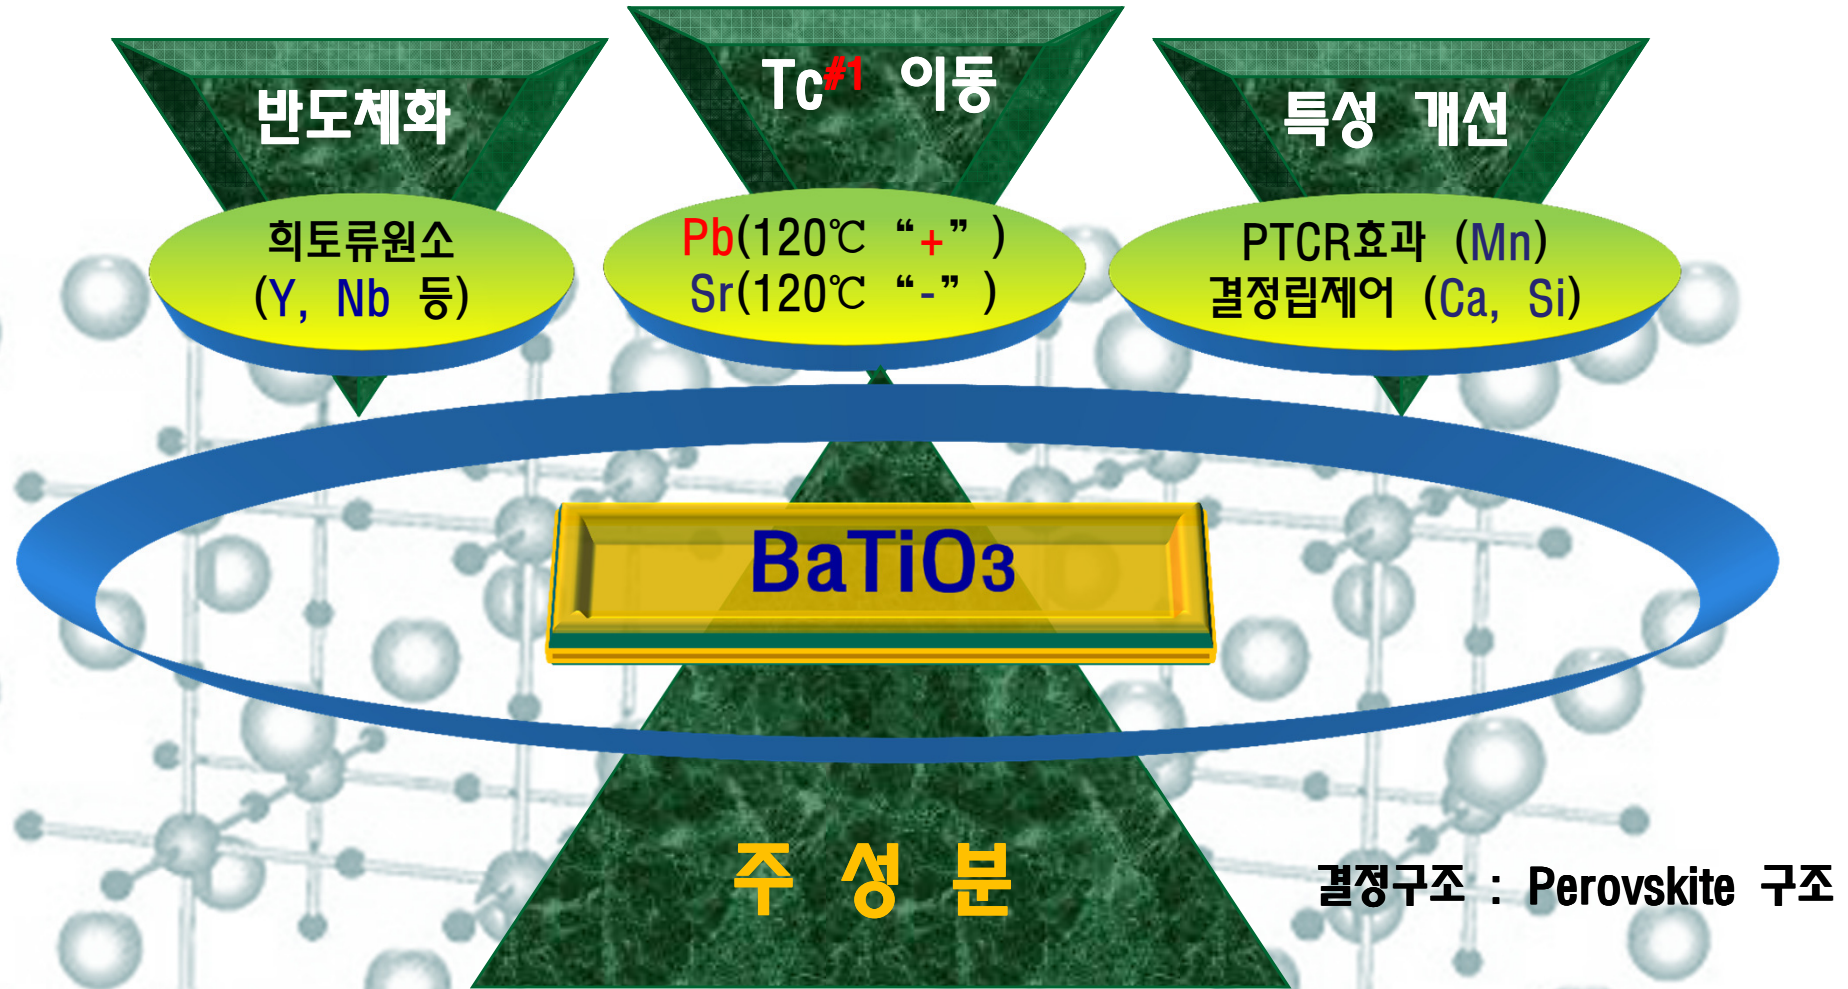 반도체화
Tc#1 이동
특성 개선
희토류원소
(Y, Nb 등)
Pb(120℃ “+” )
Sr(120℃ “-” )
PTCR효과 (Mn)
결정립제어 (Ca, Si)
BaTiO3
주 성 분
결정구조 : Perovskite 구조